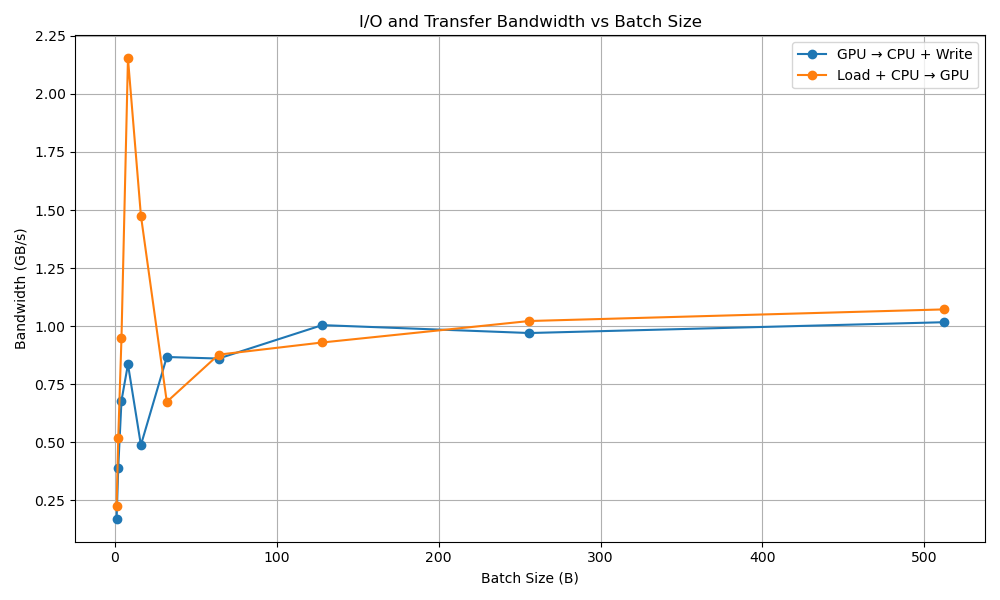 I/O and Transfer Bandwidth vs Batch Size
GPU → CPU + Write
Load + CPU → GPU
Bandwidth (GB/s)
2.25
2.00
1.75
1.50
1.25
1.00
0.75
0.50
0.25
0 100 200 300 400 500
Batch Size (B)